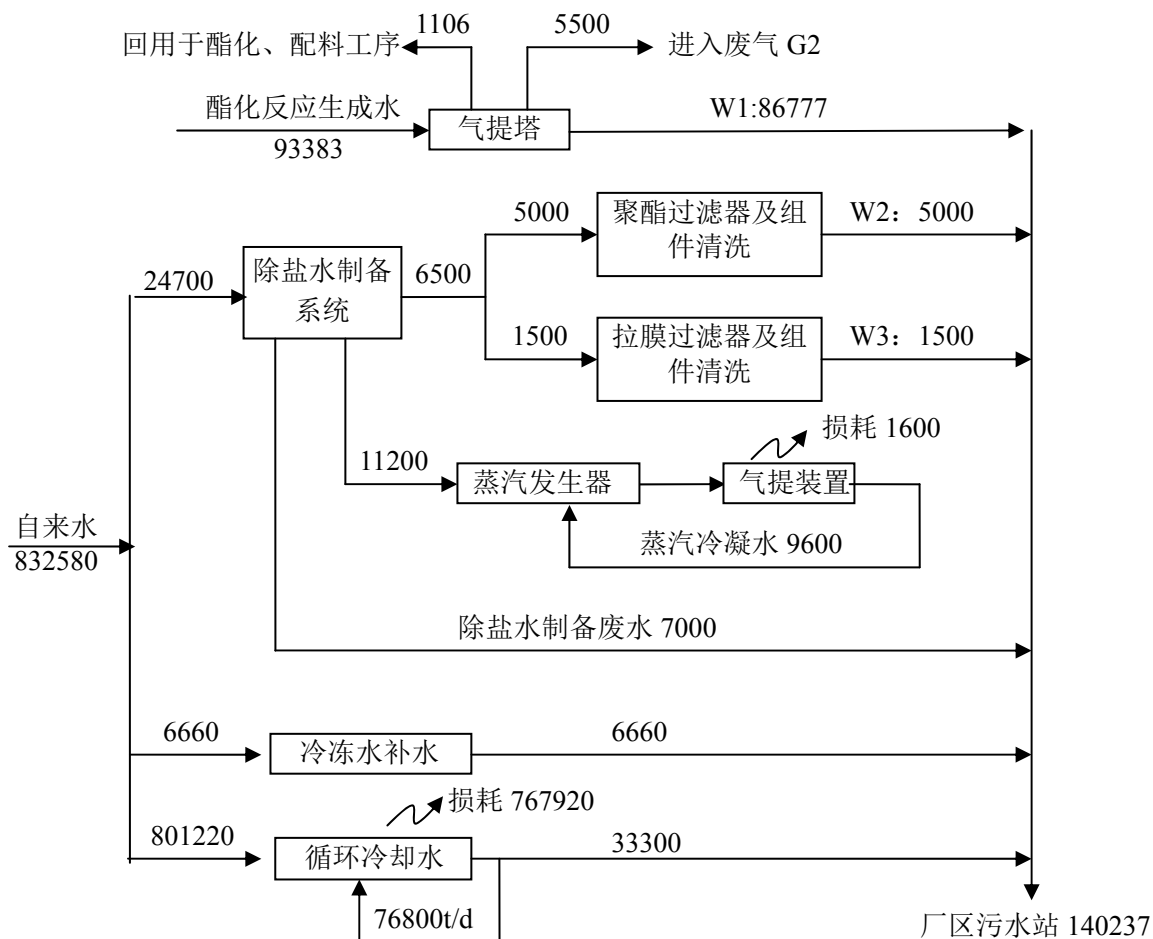 1106
5500
回用于酯化、配料工序
进入废气 G2
酯化反应生成水
93383
气提塔
W1:86777
5000
聚酯过滤器及组
件清洗
W2：5000
24700
除盐水制备
系统
6500
1500
拉膜过滤器及组
件清洗
W3：1500
损耗 1600
11200
蒸汽发生器
气提装置
自来水
832580
蒸汽冷凝水 9600
除盐水制备废水 7000
6660
冷冻水补水
6660
损耗 767920
801220
循环冷却水
33300
76800t/d
厂区污水站 140237